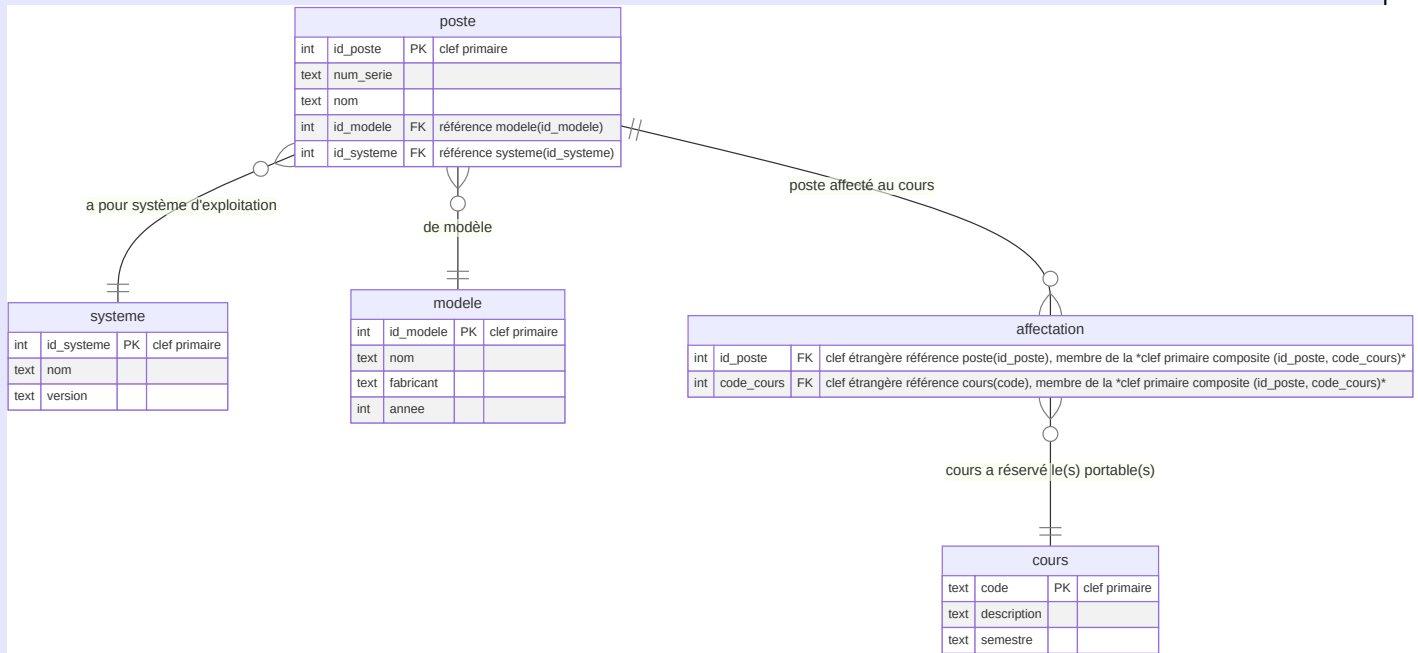 poste
int id_poste PK clef primaire
text num_serie
text nom
int id_modele FK référence modele(id_modele)
int id_systeme FK référence systeme(id_systeme)
poste affecté au cours
a pour système d'exploitation
de modèle
systeme
int id_systeme PK clef primaire
text nom
text version
modele
int id_modele PK clef primaire
text nom
text fabricant
int annee
affectation
int id_poste FK clef étrangère référence poste(id_poste), membre de la *clef primaire composite (id_poste, code_cours)*
int code_cours FK clef étrangère référence cours(code), membre de la *clef primaire composite (id_poste, code_cours)*
cours a réservé le(s) portable(s)
cours
text code PK clef primaire
text description
text semestre